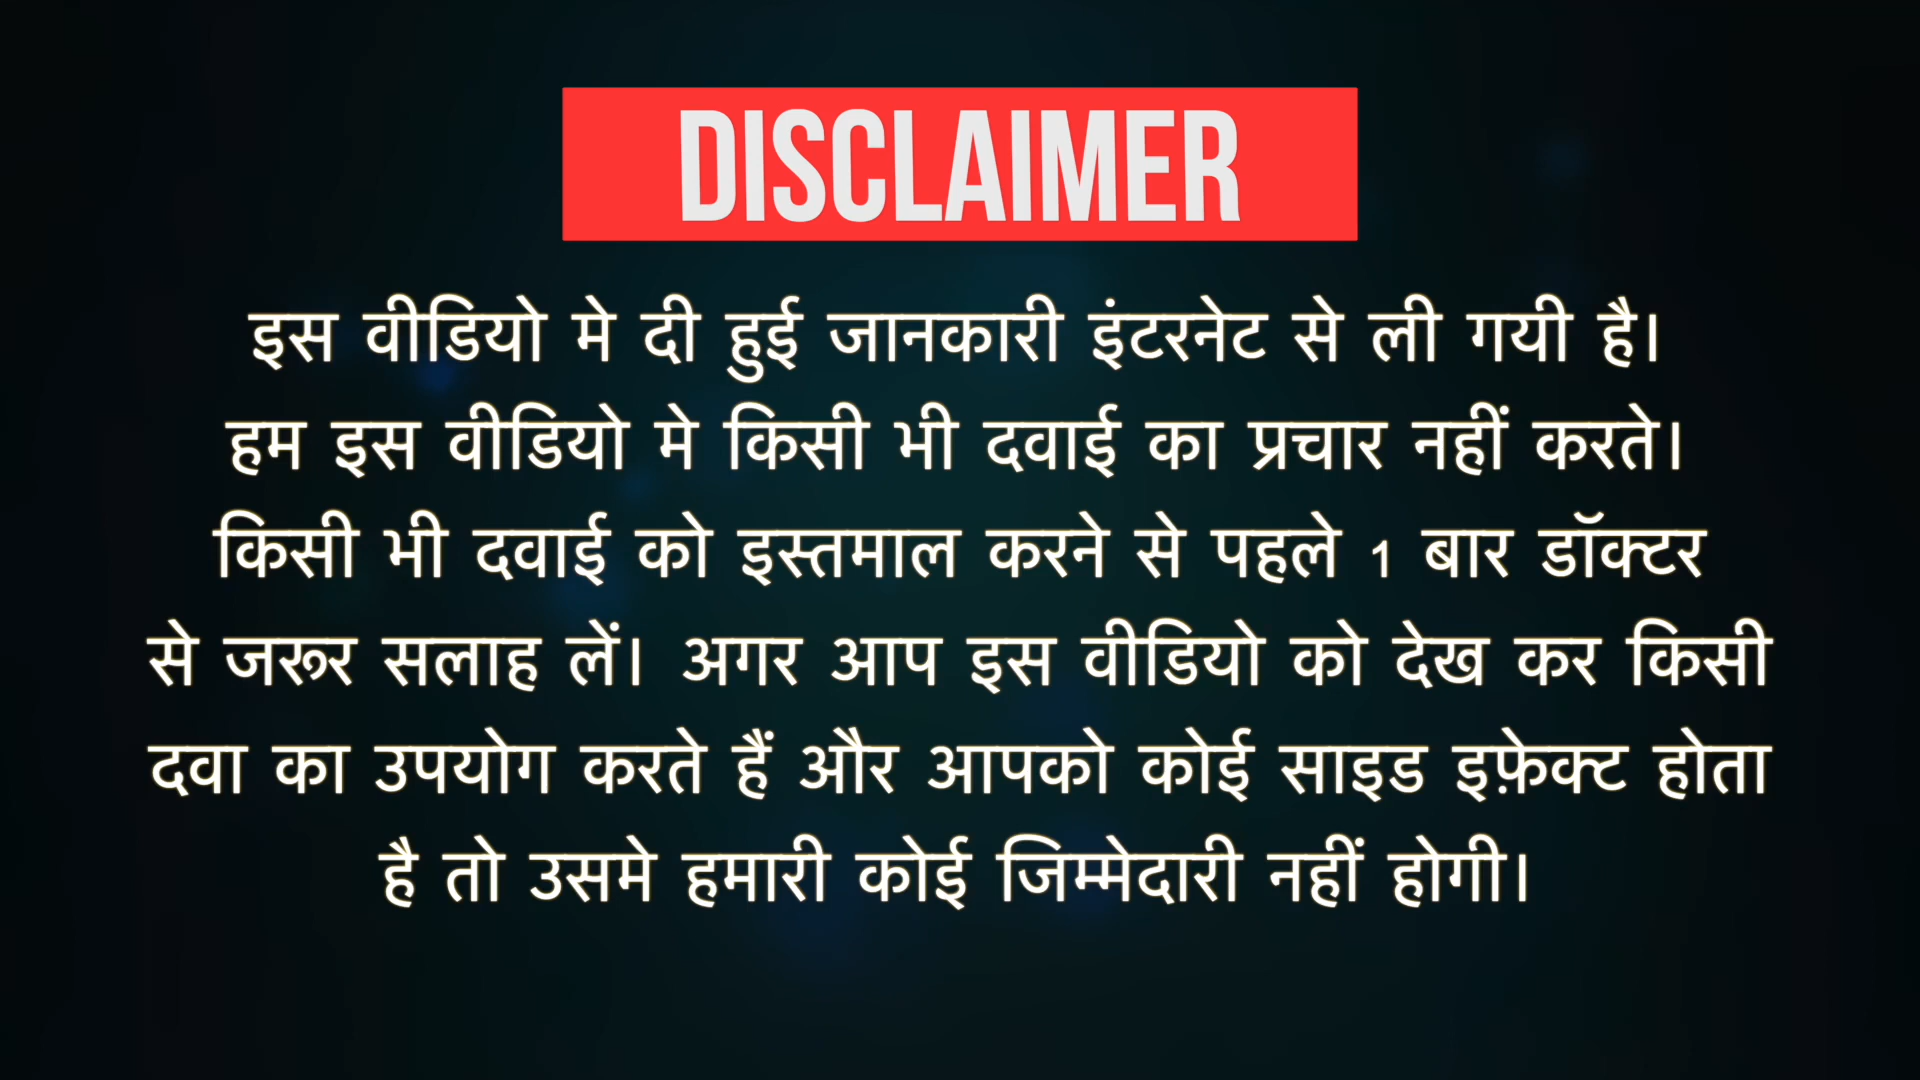 DISCLAIMER
इस वीडियो मे दी हुई जानकारी इंटरनेट से ली गयी है।
हम इस वीडियो मे किसी भी दवाई का प्रचार नहीं करते।
किसी भी दवाई को इस्तमाल करने से पहले 1 बार डॉक्टर
से जरूर सलाह लें। अगर आप इस वीडियो को देख कर किसी
दवा का उपयोग करते हैं और आपको कोई साइड इफ़ेक्ट होता
है तो उसमे हमारी कोई जिम्मेदारी नहीं होगी।